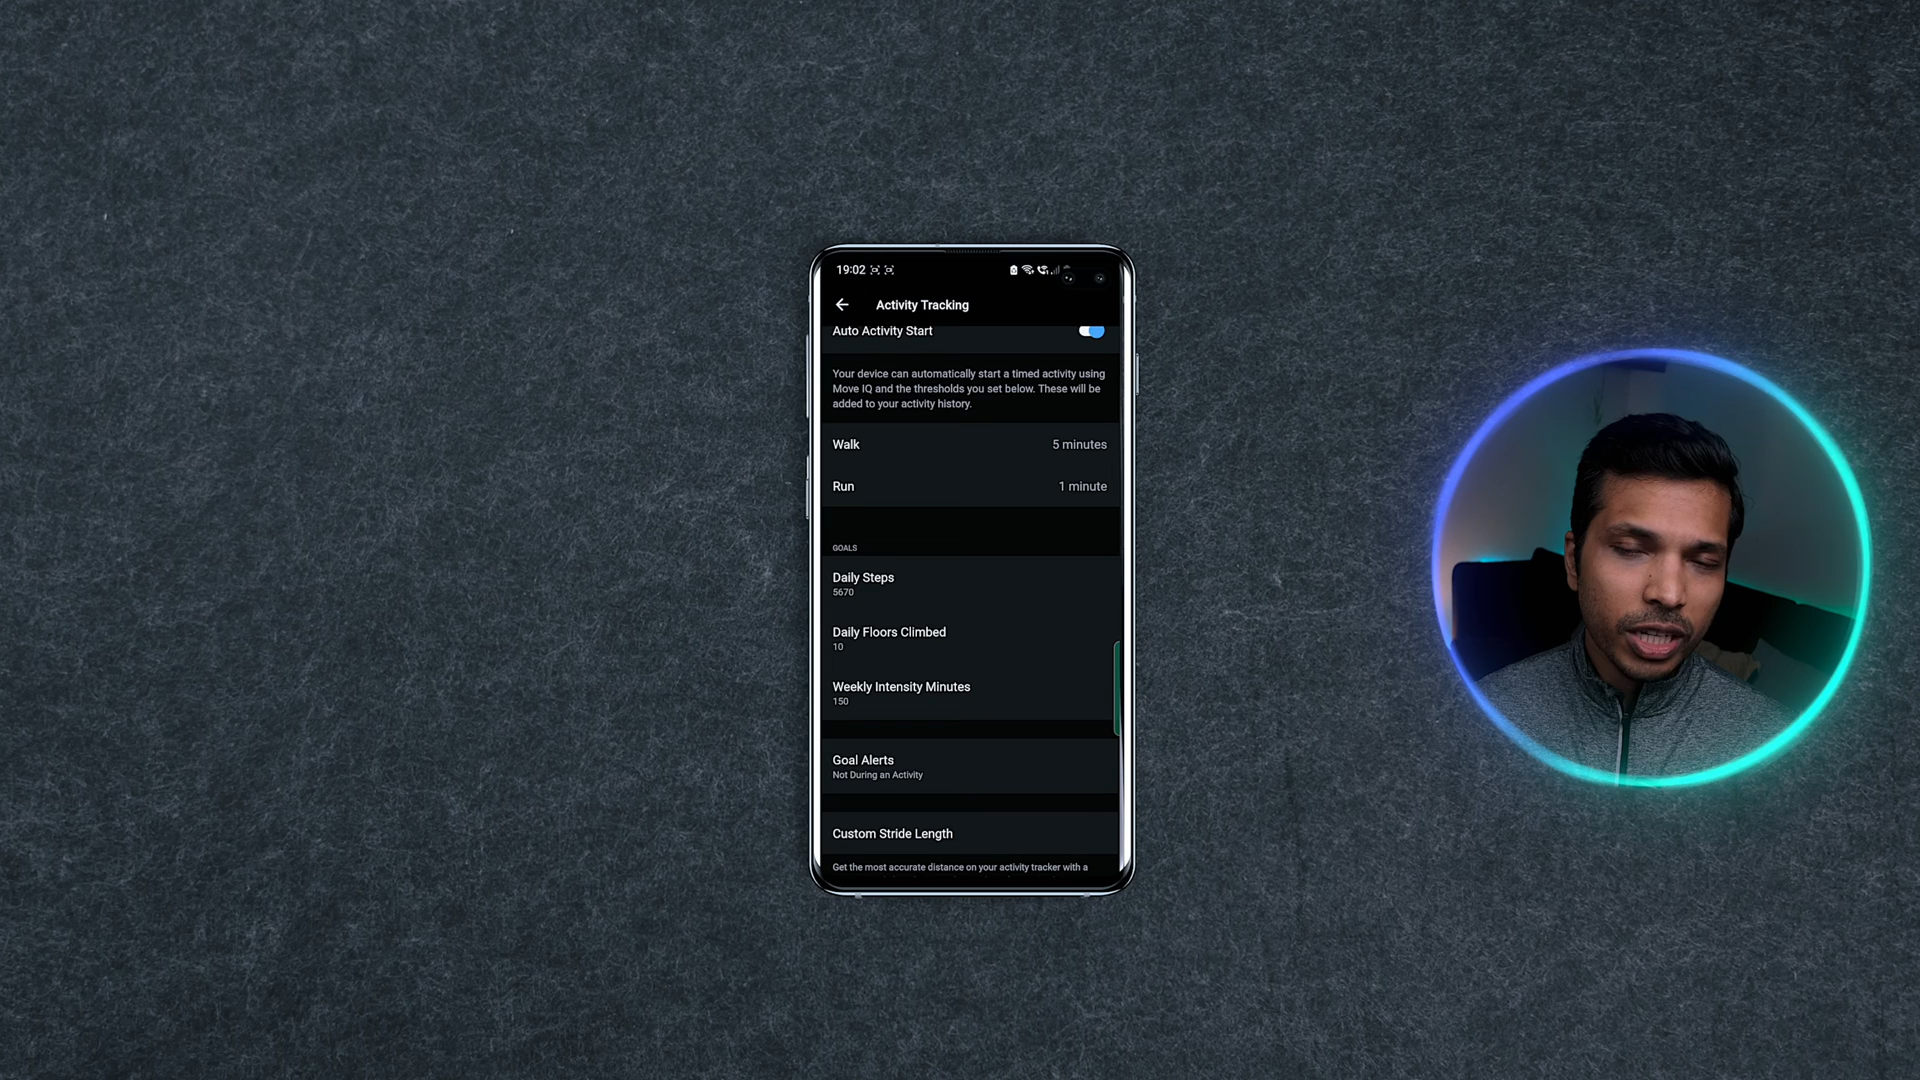 19:02
Activity Tracking
Auto Activity Start
Your device can automatically start a timed activity using
Move IQ and the thresholds you set below. These will be
added to your activity history.
Walk 5 minutes
Run 1 minute
GOALS
Daily Steps
5670
Daily Floors Climbed
10
Weekly Intensity Minutes
150
Goal Alerts
Not During an Activity
Custom Stride Length
Get the most accurate distance on your activity tracker with a